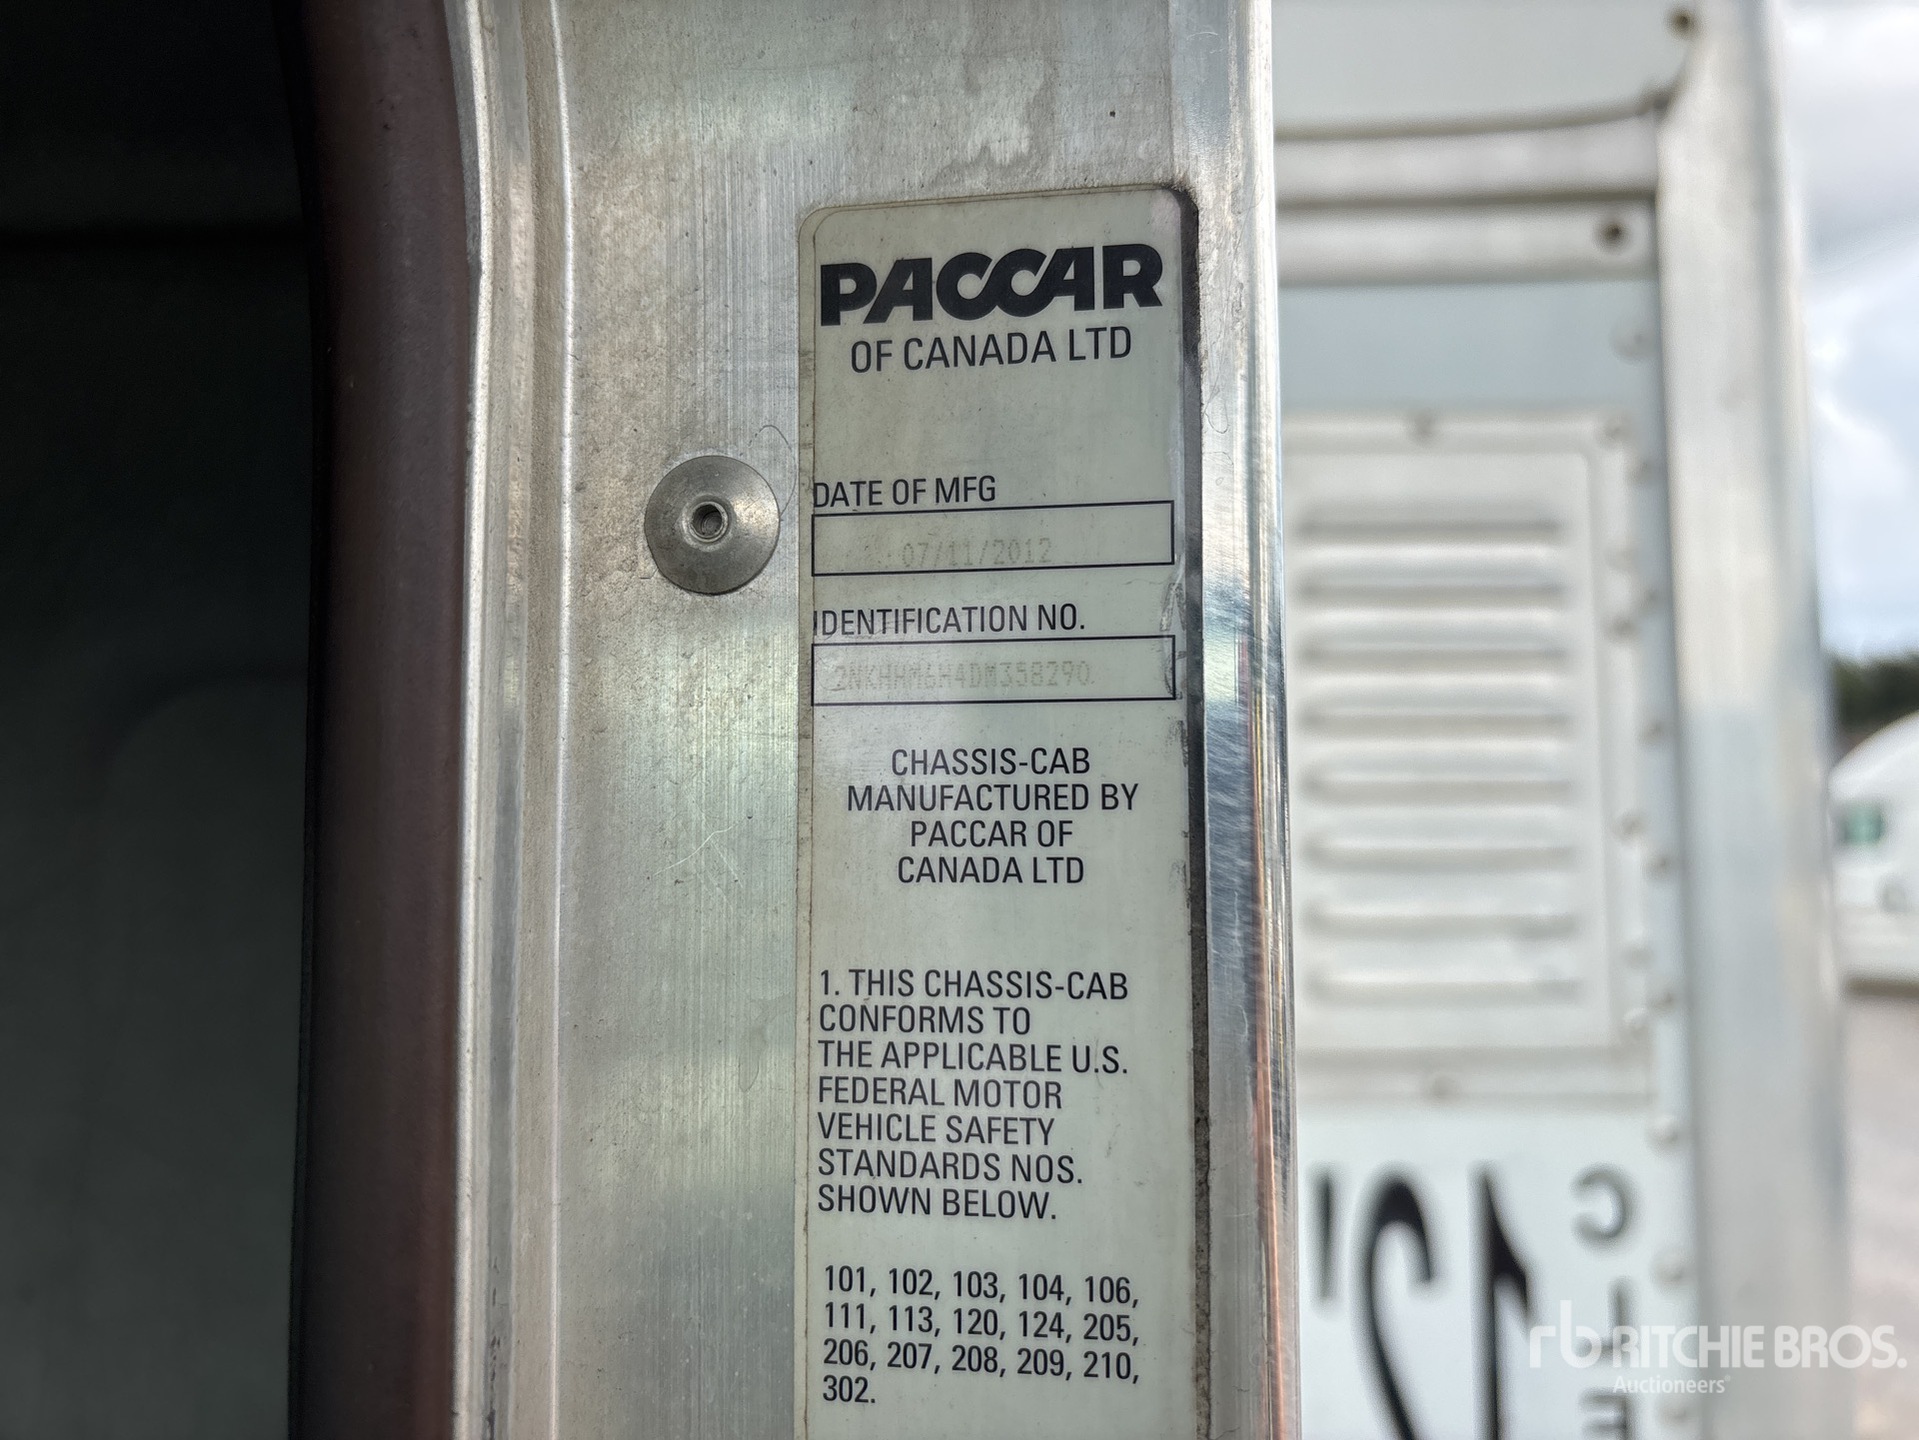 PACCAR
OF CANADA LTD
DATE OF MFG
07/11/2012
IDENTIFICATION NO.
2NKHHM6H4DM358290
CHASSIS-CAB
MANUFACTURED BY
PACCAR OF
CANADA LTD
1. THIS CHASSIS-CAB
CONFORMS TO
THE APPLICABLE U.S.
FEDERAL MOTOR
VEHICLE SAFETY
STANDARDS NOS.
SHOWN BELOW.
101, 102, 103, 104, 106,
111, 113, 120, 124, 205,
206, 207, 208, 209, 210,
302.
rb RITCHIE BROS.
Auctioneers